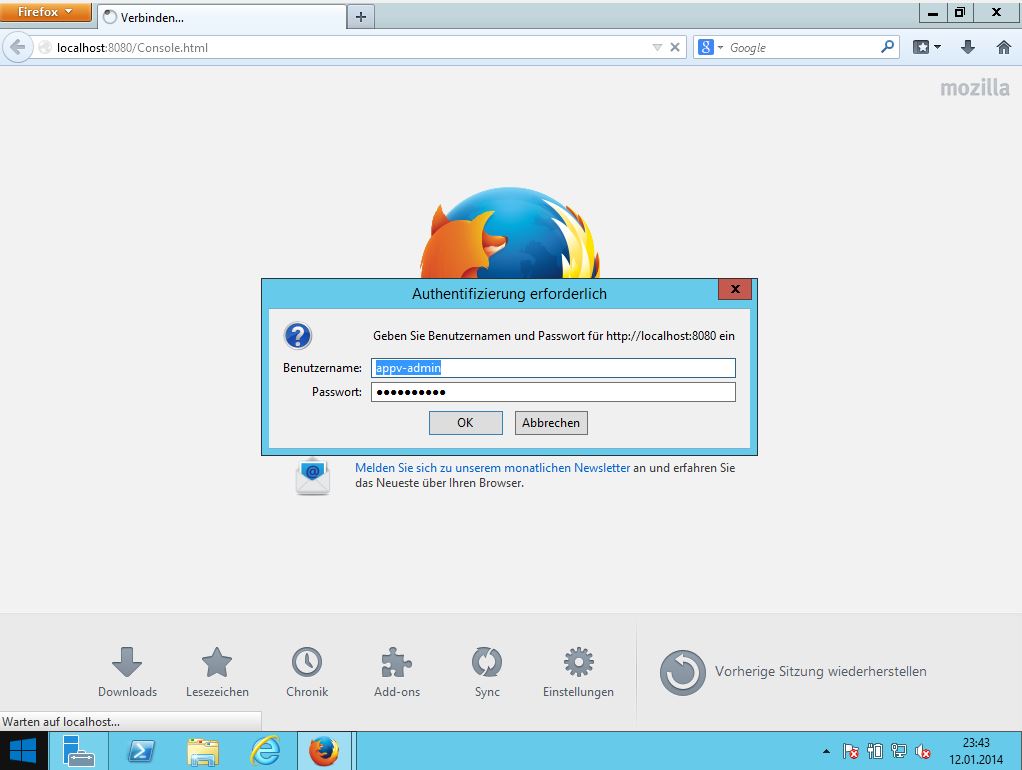 Firefox
Verbinden...
localhost:8080/Console.html
Google
mozilla
Authentifizierung erforderlich
Geben Sie Benutzernamen und Passwort für http://localhost:8080 ein
Benutzername: appv-admin
Passwort: ●●●●●●●●●●
OK Abbrechen
Melden Sie sich zu unserem monatlichen Newsletter an und erfahren Sie
das Neueste über Ihren Browser.
Downloads Lesezeichen Chronik Add-ons Sync Einstellungen
Vorherige Sitzung wiederherstellen
Warten auf localhost...
23:43
12.01.2014